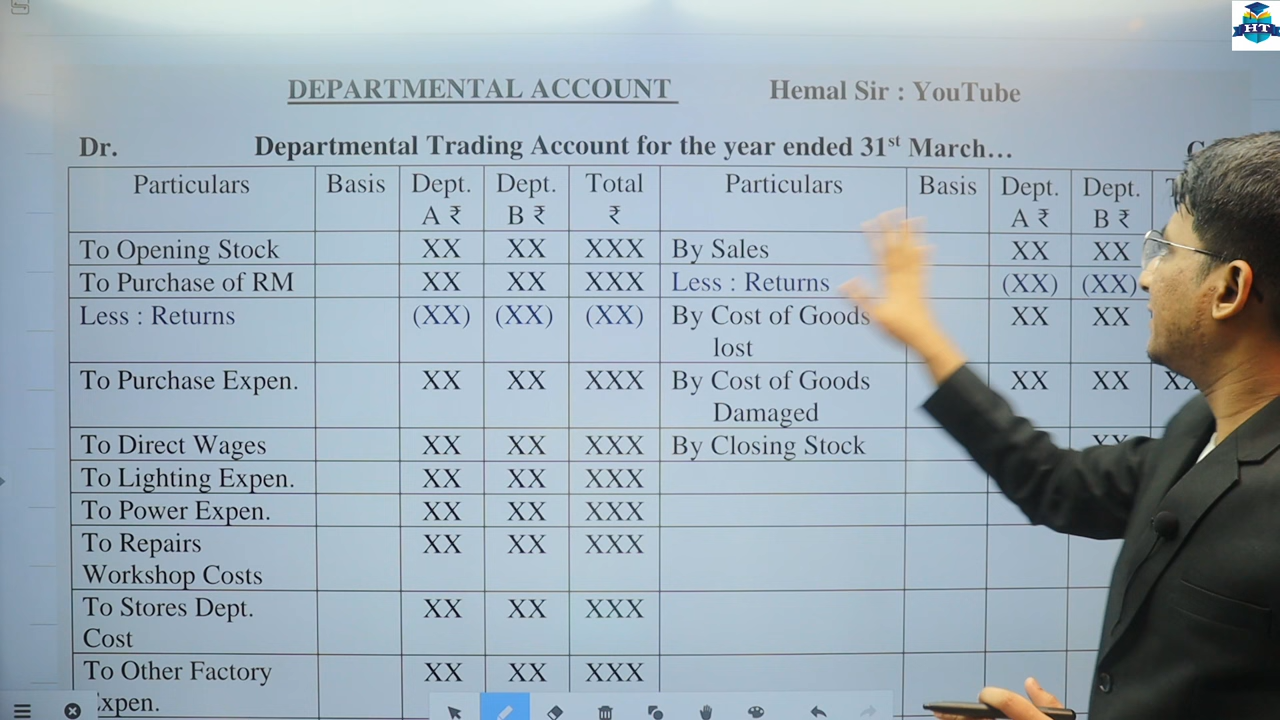 HT
DEPARTMENTAL ACCOUNT Hemal Sir : YouTube
Dr. Departmental Trading Account for the year ended 31st March…
Particulars Basis Dept. A ₹ Dept. B ₹ Total ₹ Particulars Basis Dept. A ₹ Dept. B ₹
To Opening Stock XX XX XXX By Sales XX XX
To Purchase of RM XX XX XXX Less : Returns (XX) (XX)
Less : Returns (XX) (XX) (XX) By Cost of Goods lost XX XX
To Purchase Expen. XX XX XXX By Cost of Goods Damaged XX XX
To Direct Wages XX XX XXX By Closing Stock XX
To Lighting Expen. XX XX XXX
To Power Expen. XX XX XXX
To Repairs Workshop Costs XX XX XXX
To Stores Dept. Cost XX XX XXX
To Other Factory Expen. XX XX XXX